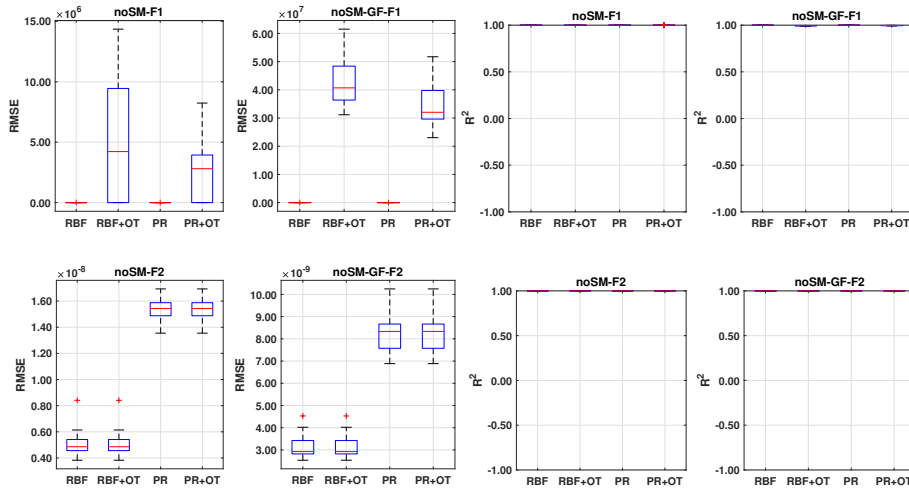 noSM-F1
×10^6
15.00
10.00
5.00
0.00
RMSE
RBF RBF+OT PR PR+OT
noSM-GF-F1
×10^7
6.00
5.00
4.00
3.00
2.00
1.00
0.00
RMSE
RBF RBF+OT PR PR+OT
noSM-F1
1.00
0.50
0.00
-0.50
-1.00
R^2
RBF RBF+OT PR PR+OT
noSM-GF-F1
1.00
0.50
0.00
-0.50
-1.00
R^2
RBF RBF+OT PR PR+OT
noSM-F2
×10^-8
1.60
1.40
1.20
1.00
0.80
0.60
0.40
RMSE
RBF RBF+OT PR PR+OT
noSM-GF-F2
×10^-9
10.00
9.00
8.00
7.00
6.00
5.00
4.00
3.00
RMSE
RBF RBF+OT PR PR+OT
noSM-F2
1.00
0.50
0.00
-0.50
-1.00
R^2
RBF RBF+OT PR PR+OT
noSM-GF-F2
1.00
0.50
0.00
-0.50
-1.00
R^2
RBF RBF+OT PR PR+OT